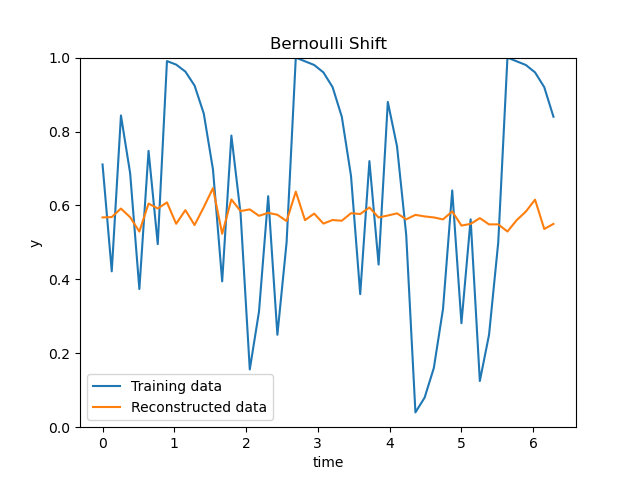 Bernoulli Shift
1.0
0.8
0.6
0.4
0.2
0.0
y
Training data
Reconstructed data
0 1 2 3 4 5 6
time